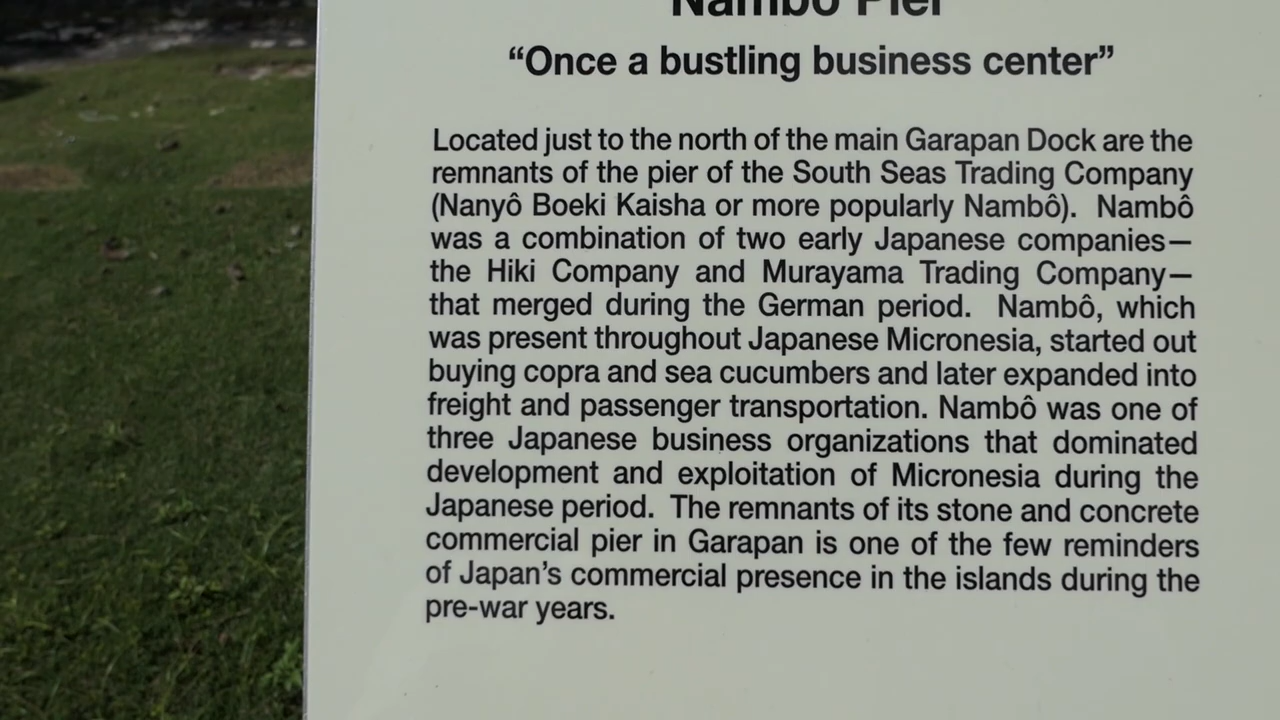 Nambô Pier
“Once a bustling business center”
Located just to the north of the main Garapan Dock are the
remnants of the pier of the South Seas Trading Company
(Nanyô Boeki Kaisha or more popularly Nambô). Nambô
was a combination of two early Japanese companies—
the Hiki Company and Murayama Trading Company—
that merged during the German period. Nambô, which
was present throughout Japanese Micronesia, started out
buying copra and sea cucumbers and later expanded into
freight and passenger transportation. Nambô was one of
three Japanese business organizations that dominated
development and exploitation of Micronesia during the
Japanese period. The remnants of its stone and concrete
commercial pier in Garapan is one of the few reminders
of Japan’s commercial presence in the islands during the
pre-war years.